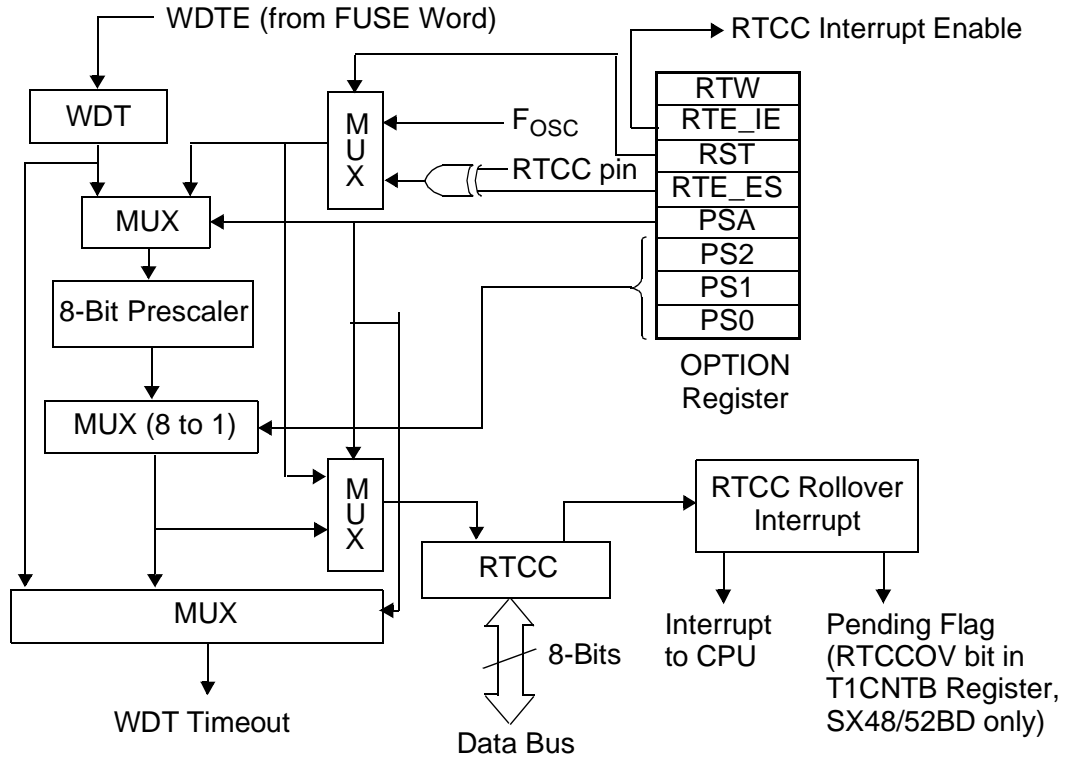 WDTE (from FUSE Word)
RTCC Interrupt Enable
WDT
M
U
X
FOSC
RTCC pin
RTW
RTE_IE
RST
RTE_ES
PSA
PS2
PS1
PS0
OPTION
Register
MUX
8-Bit Prescaler
MUX (8 to 1)
M
U
X
RTCC
RTCC Rollover
Interrupt
MUX
8-Bits
Interrupt
to CPU
Pending Flag
(RTCCOV bit in
T1CNTB Register,
SX48/52BD only)
WDT Timeout
Data Bus